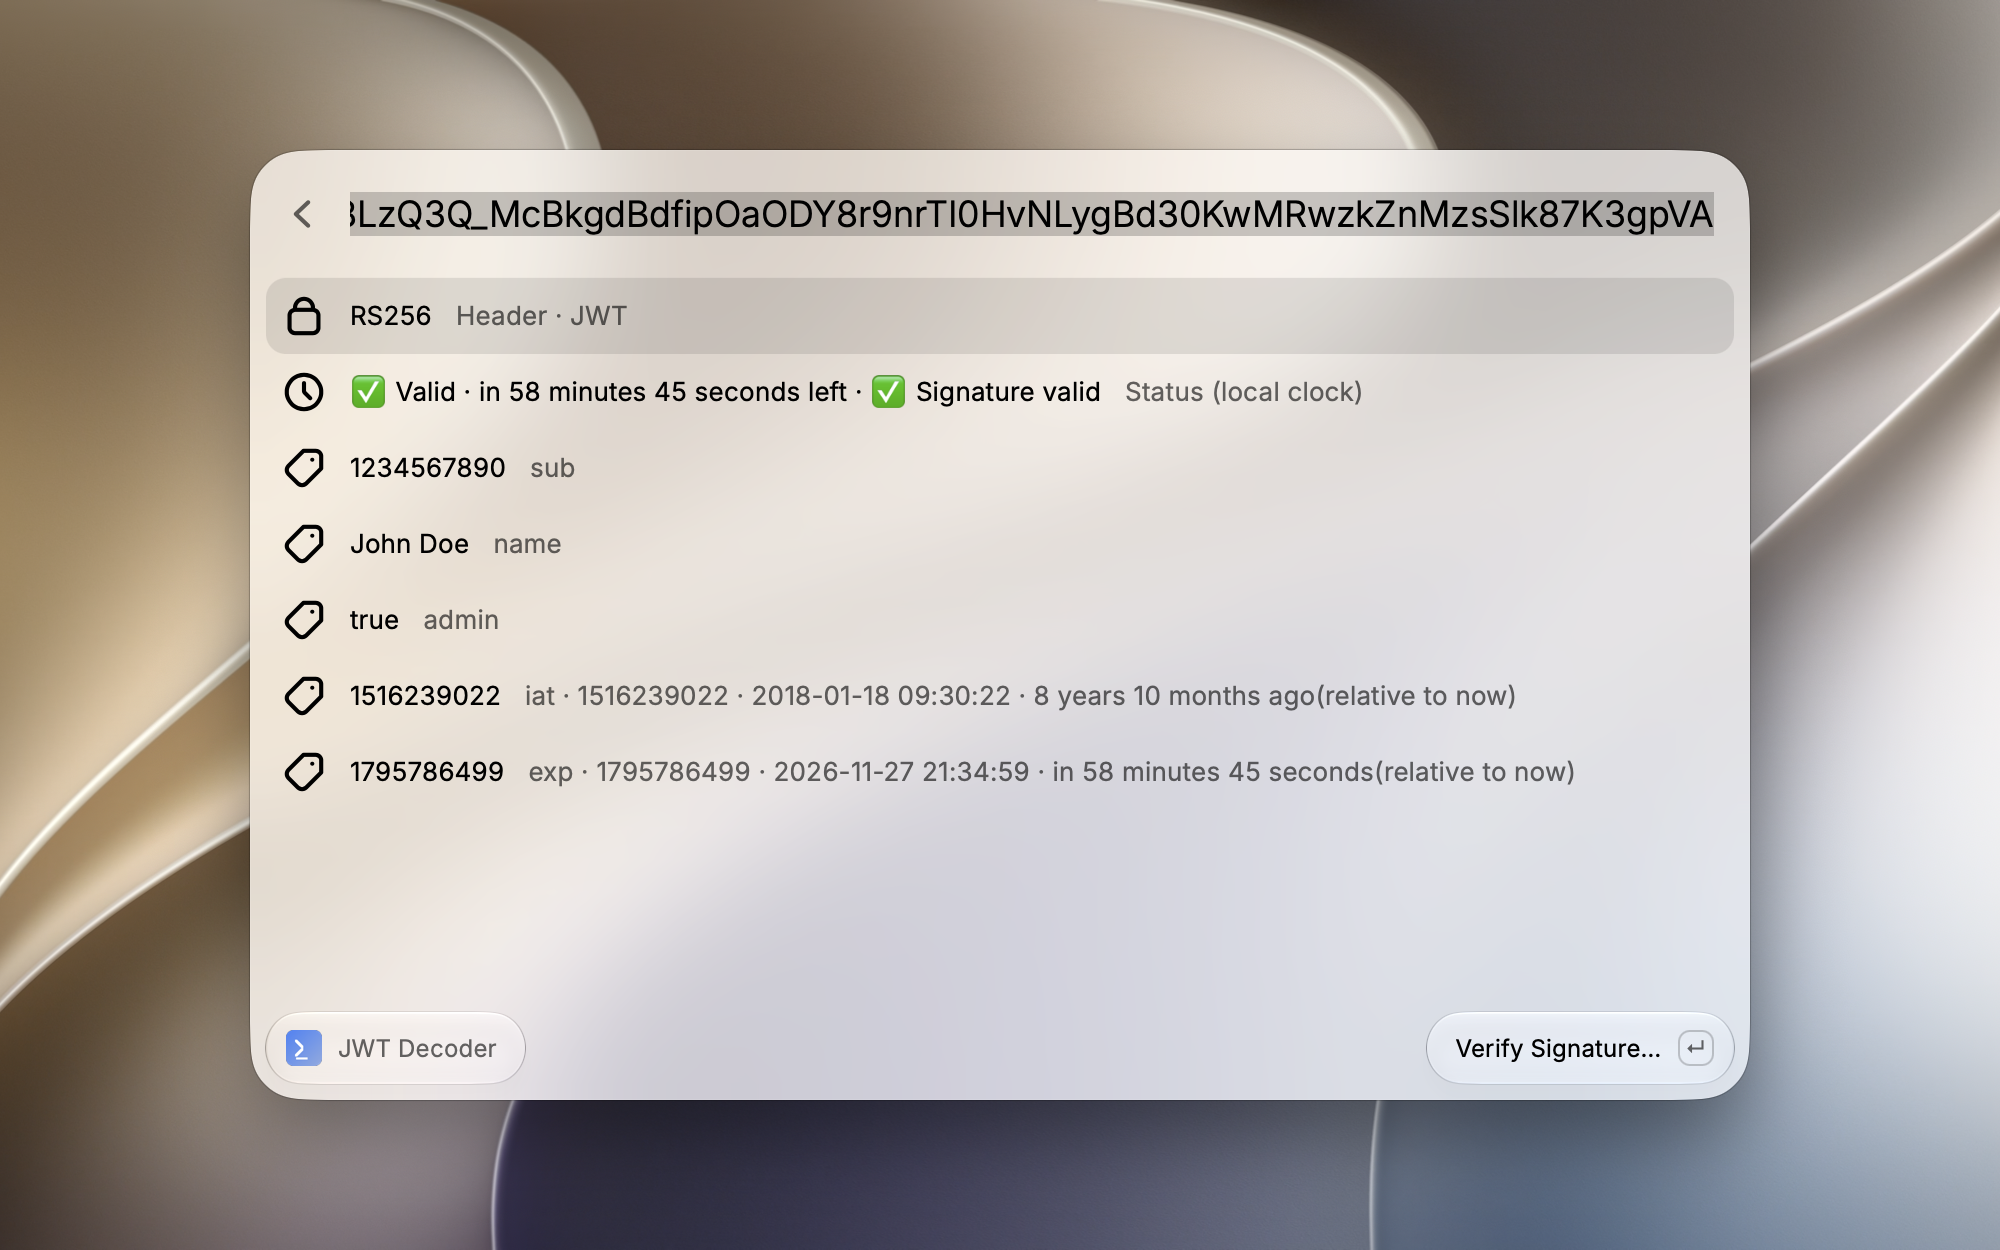 3LzQ3Q_McBkgdBdfipOaODY8r9nrTI0HvNLygBd30KwMRwzkZnMzsSlk87K3gpVA
RS256 Header · JWT
✅ Valid · in 58 minutes 45 seconds left · ✅ Signature valid Status (local clock)
1234567890 sub
John Doe name
true admin
1516239022 iat · 1516239022 · 2018-01-18 09:30:22 · 8 years 10 months ago(relative to now)
1795786499 exp · 1795786499 · 2026-11-27 21:34:59 · in 58 minutes 45 seconds(relative to now)
JWT Decoder
Verify Signature...